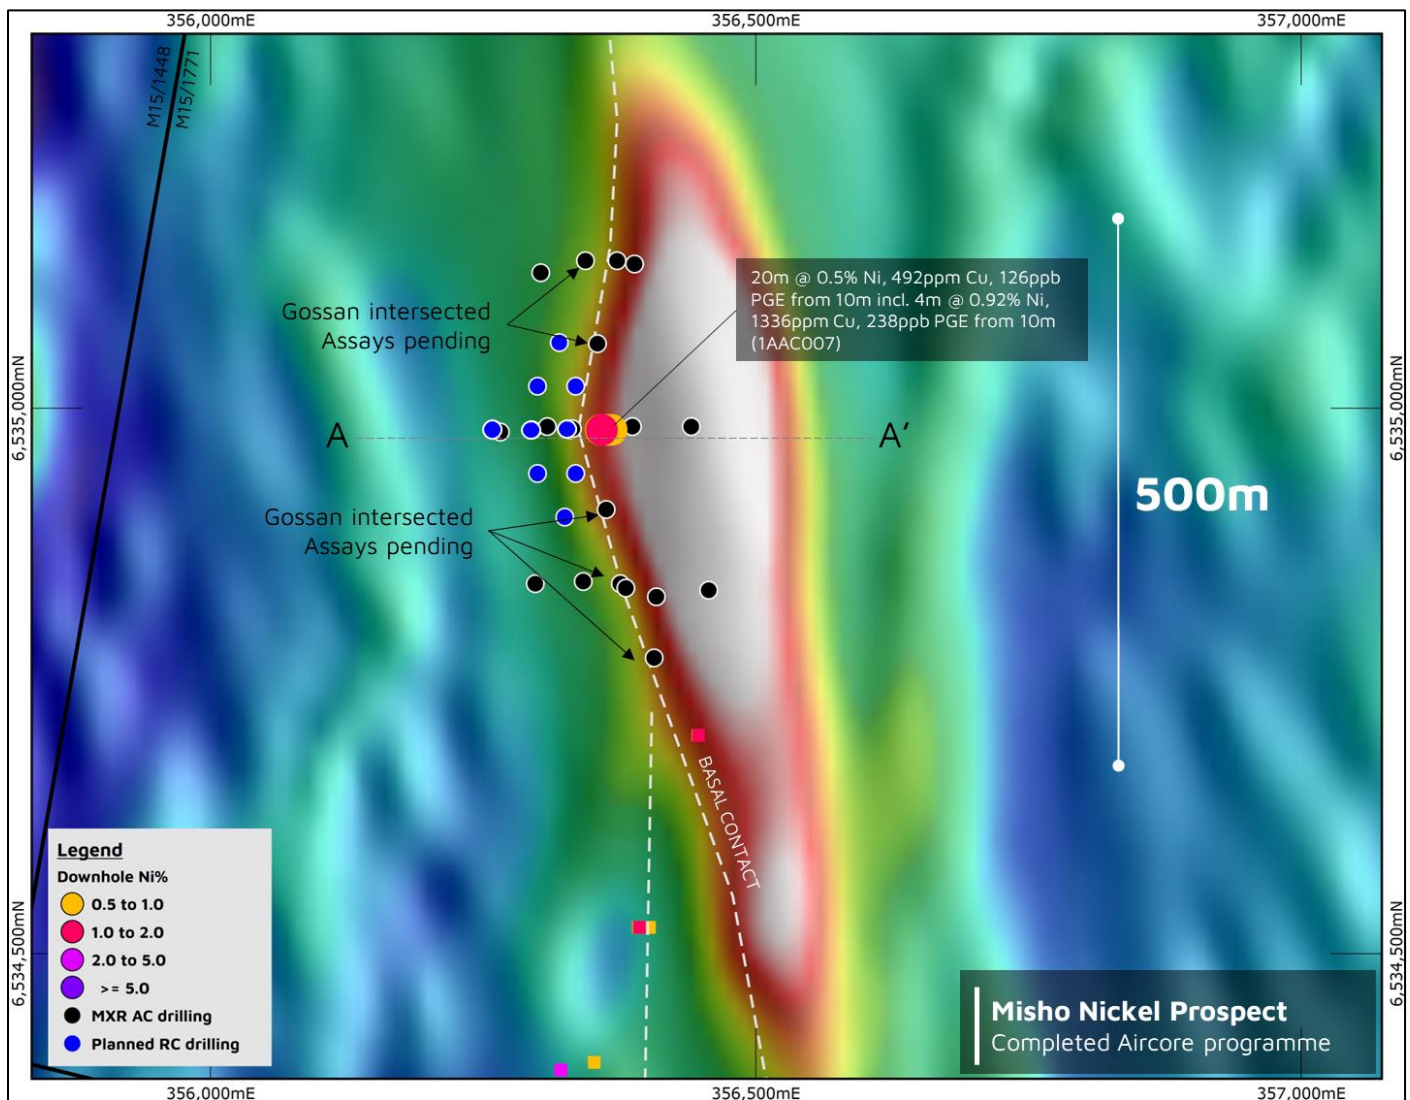 356,000mE
356,500mE
357,000mE
M15/1448
M15/1771
20m @ 0.5% Ni, 492ppm Cu, 126ppb
PGE from 10m incl. 4m @ 0.92% Ni,
1336ppm Cu, 238ppb PGE from 10m
(1AAC007)
Gossan intersected
Assays pending
6,535,000mN
6,535,000mN
A
A'
500m
Gossan intersected
Assays pending
BASAL CONTACT
Legend
Downhole Ni%
0.5 to 1.0
1.0 to 2.0
2.0 to 5.0
>= 5.0
MXR AC drilling
Planned RC drilling
6,534,500mN
6,534,500mN
Misho Nickel Prospect
Completed Aircore programme
356,000mE
356,500mE
357,000mE